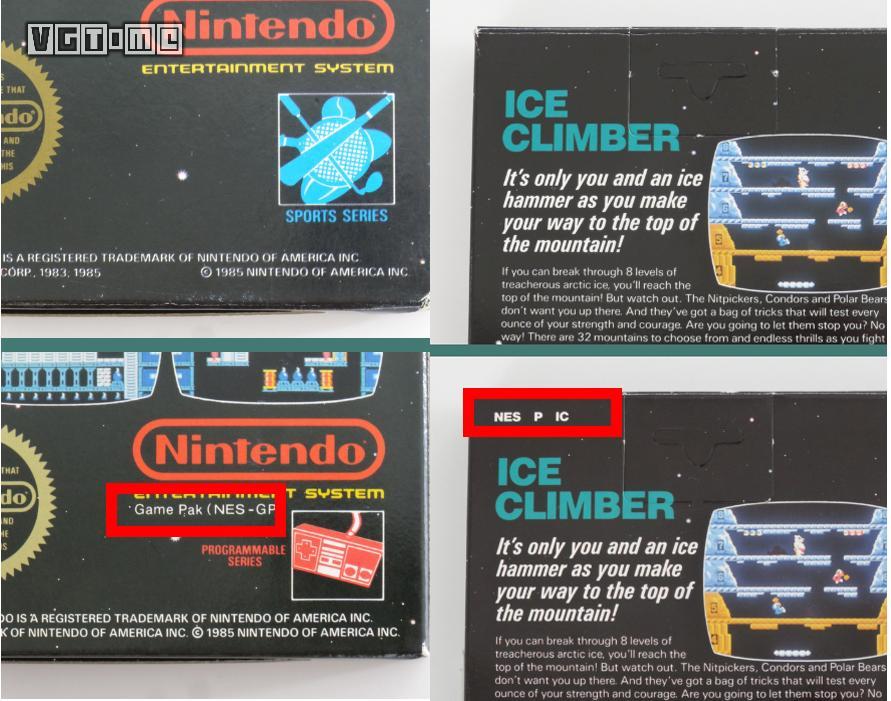 VGTIME
Nintendo
ENTERTAINMENT SYSTEM
THAT
AND
THE
HIS
SPORTS SERIES
IS A REGISTERED TRADEMARK OF NINTENDO OF AMERICA INC
CORP., 1983, 1985 © 1985 NINTENDO OF AMERICA INC
ICE
CLIMBER
It's only you and an ice
hammer as you make
your way to the top of
the mountain!
If you can break through 8 levels of
treacherous arctic ice, you'll reach the
top of the mountain! But watch out. The Nitpickers, Condors and Polar Bears
don't want you up there. And they've got a bag of tricks that will test every
ounce of your strength and courage. Are you going to let them stop you? No
way! There are 32 mountains to choose from and endless thrills as you fight
Nintendo
ENTERTAINMENT SYSTEM
Game Pak (NES-GP
THAT
AND
THE
PROGRAMMABLE
SERIES
IS A REGISTERED TRADEMARK OF NINTENDO OF AMERICA INC.
OF NINTENDO OF AMERICA INC. © 1985 NINTENDO OF AMERICA INC.
NES P IC
ICE
CLIMBER
It's only you and an ice
hammer as you make
your way to the top of
the mountain!
If you can break through 8 levels of
treacherous arctic ice, you'll reach the
top of the mountain! But watch out. The Nitpickers, Condors and Polar Bears
don't want you up there. And they've got a bag of tricks that will test every
ounce of your strength and courage. Are you going to let them stop you? No